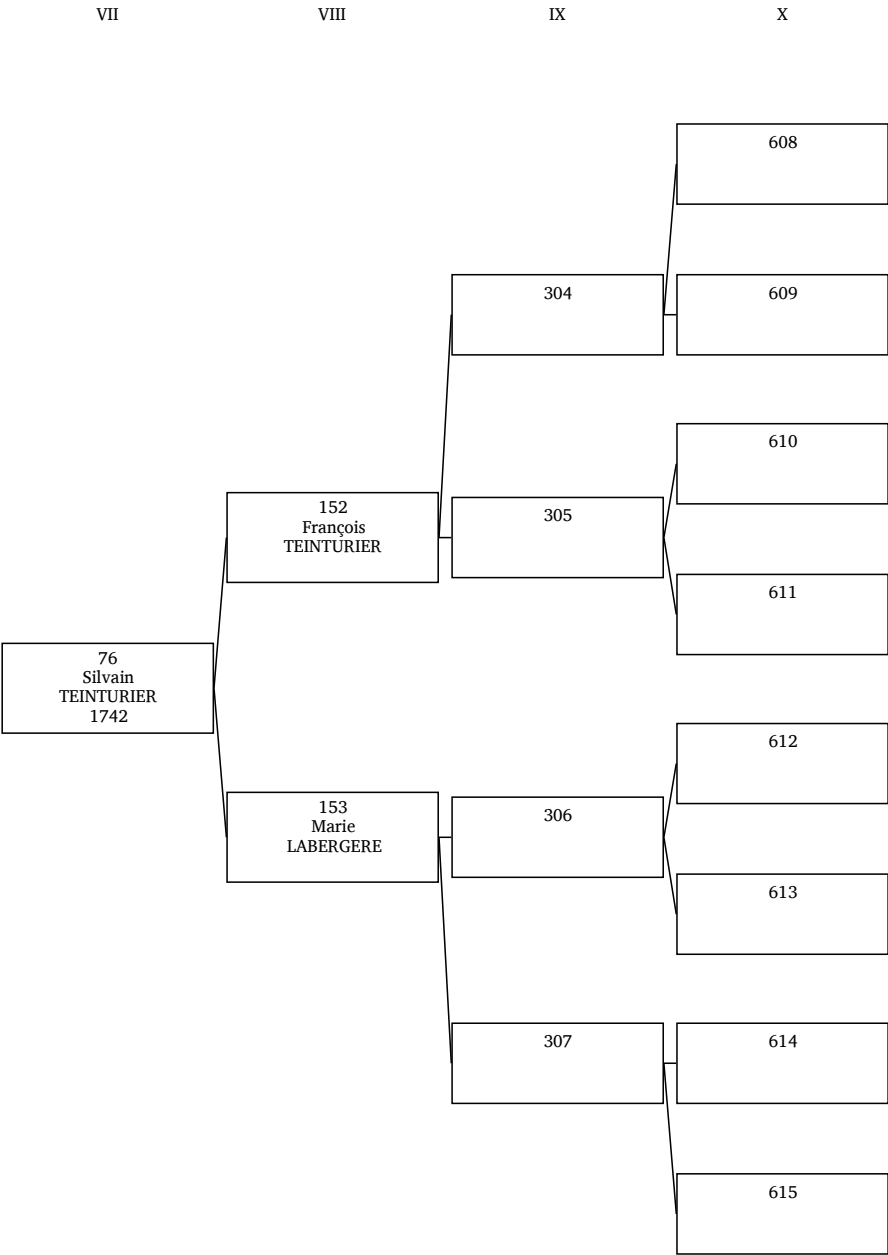 VII VIII IX X
608
304
609
610
152
François
TEINTURIER
305
611
76
Silvain
TEINTURIER
1742
612
153
Marie
LABERGERE
306
613
307
614
615